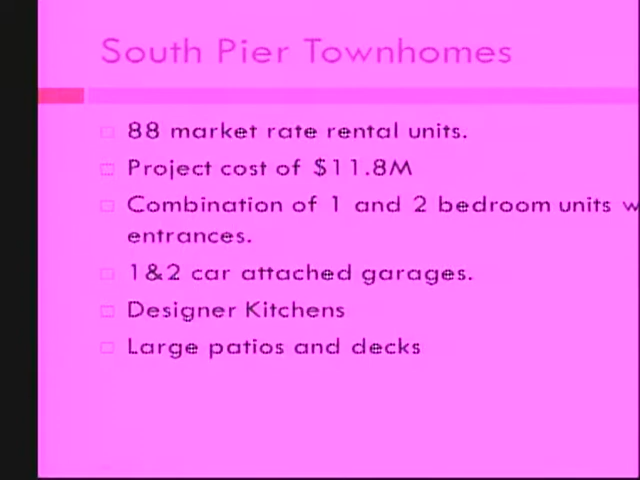 South Pier Townhomes
88 market rate rental units.
Project cost of $11.8M
Combination of 1 and 2 bedroom units
entrances.
1&2 car attached garages.
Designer Kitchens
Large patios and decks